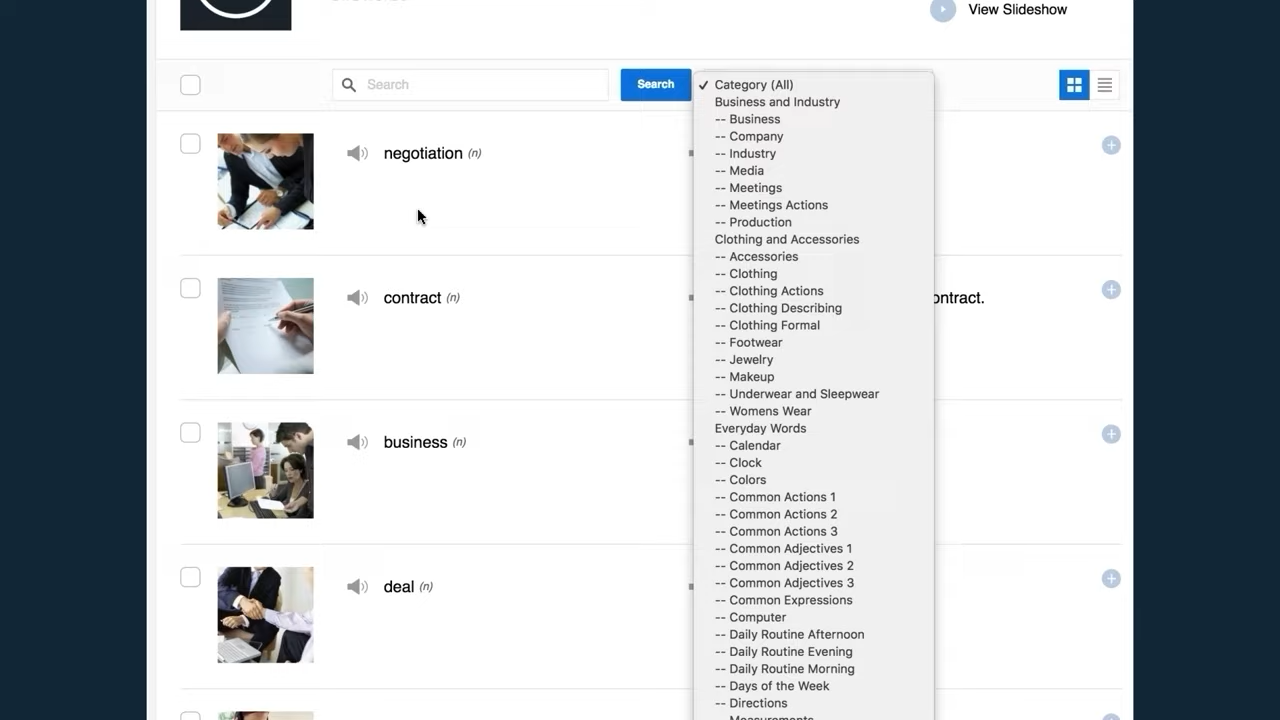 View Slideshow
Search
Search
✓ Category (All)
Business and Industry
-- Business
-- Company
-- Industry
-- Media
-- Meetings
-- Meetings Actions
-- Production
Clothing and Accessories
-- Accessories
-- Clothing
-- Clothing Actions
-- Clothing Describing
-- Clothing Formal
-- Footwear
-- Jewelry
-- Makeup
-- Underwear and Sleepwear
-- Womens Wear
Everyday Words
-- Calendar
-- Clock
-- Colors
-- Common Actions 1
-- Common Actions 2
-- Common Actions 3
-- Common Adjectives 1
-- Common Adjectives 2
-- Common Adjectives 3
-- Common Expressions
-- Computer
-- Daily Routine Afternoon
-- Daily Routine Evening
-- Daily Routine Morning
-- Days of the Week
-- Directions
negotiation (n)
contract (n)
ontract.
business (n)
deal (n)